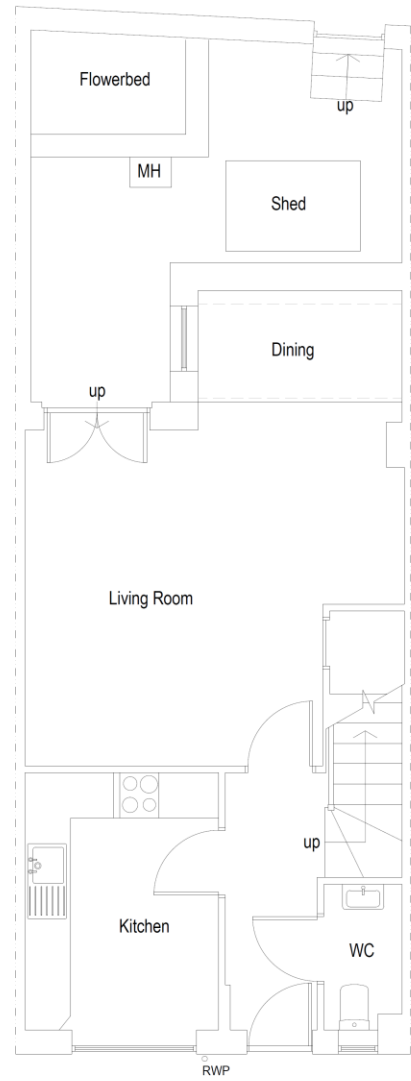 Flowerbed
up
MH
Shed
Dining
up
Living Room
up
Kitchen
WC
RWP